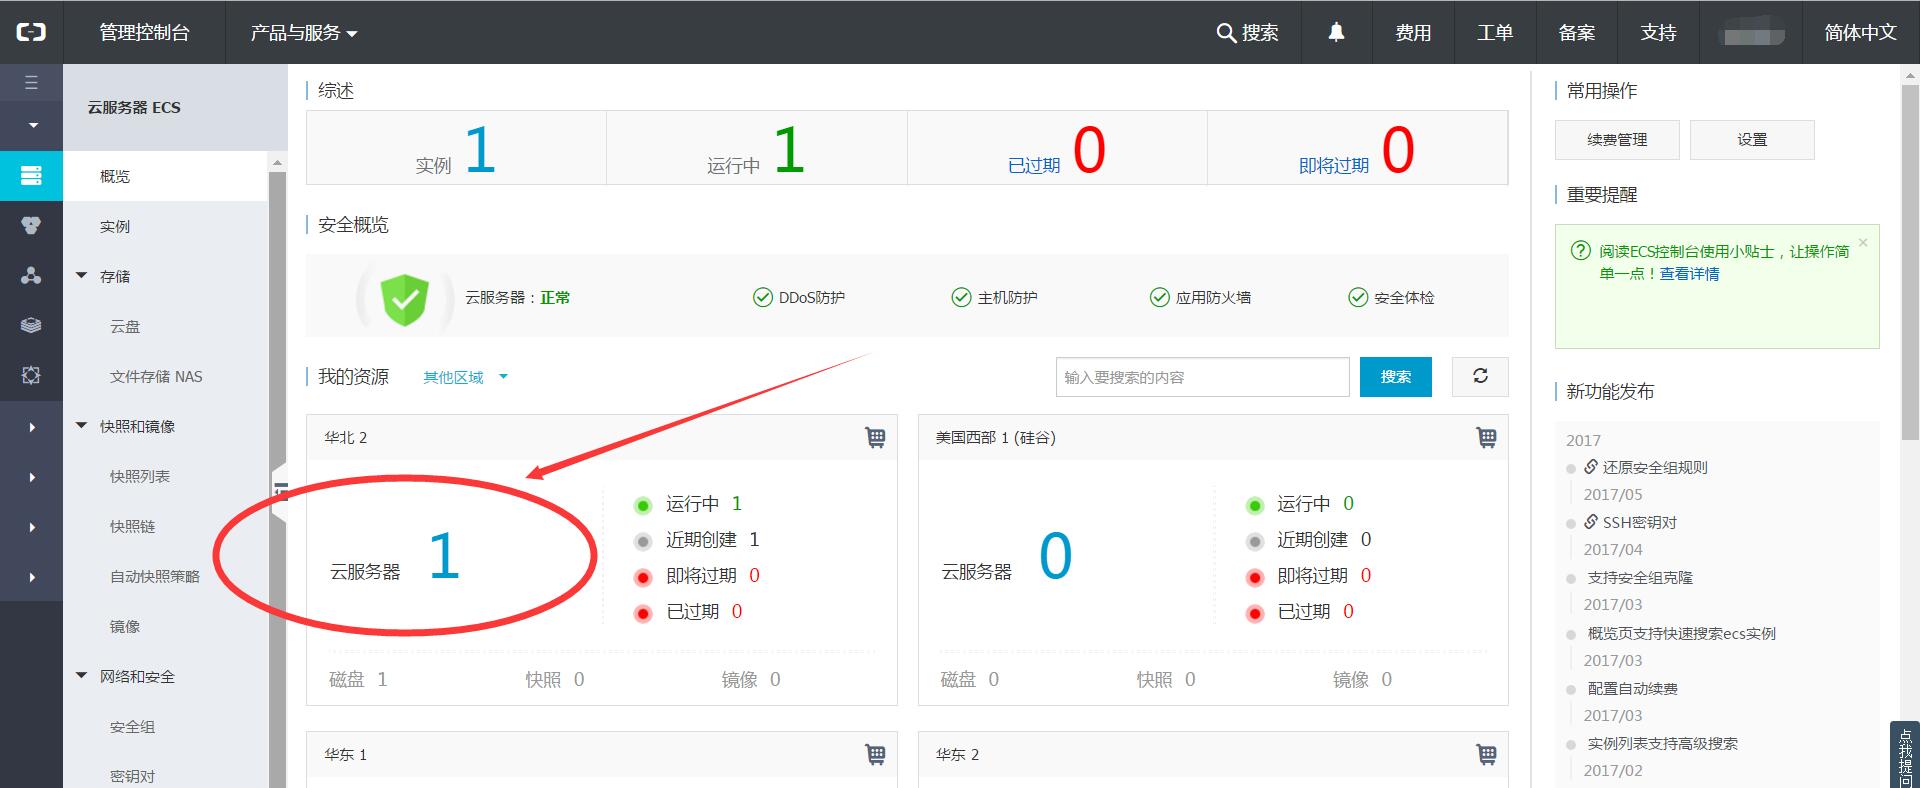 管理控制台
产品与服务
搜索
费用
工单
备案
支持
简体中文
云服务器 ECS
概览
实例
存储
云盘
文件存储 NAS
快照和镜像
快照列表
快照链
自动快照策略
镜像
网络和安全
安全组
密钥对
综述
实例 1
运行中 1
已过期 0
即将过期 0
安全概览
云服务器：正常
DDoS防护
主机防护
应用防火墙
安全体检
我的资源
其他区域
输入要搜索的内容
搜索
华北 2
云服务器 1
运行中 1
近期创建 1
即将过期 0
已过期 0
磁盘 1
快照 0
镜像 0
美国西部 1 (硅谷)
云服务器 0
运行中 0
近期创建 0
即将过期 0
已过期 0
磁盘 0
快照 0
镜像 0
华东 1
华东 2
常用操作
续费管理
设置
重要提醒
阅读ECS控制台使用小贴士，让操作简
单一点！查看详情
新功能发布
2017
还原安全组规则
2017/05
SSH密钥对
2017/04
支持安全组克隆
2017/03
概览页支持快速搜索ecs实例
2017/03
配置自动续费
2017/03
实例列表支持高级搜索
2017/02
点我提问